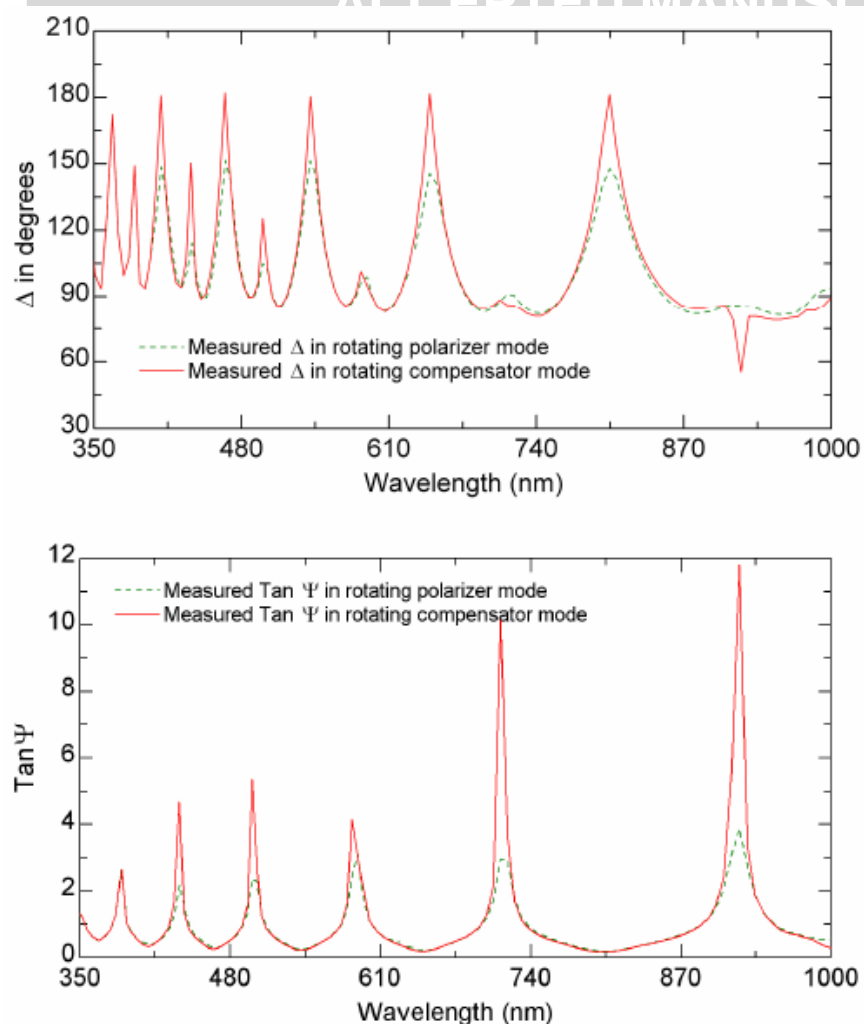 ACCEPTED MANUSCRIPT
210
180
150
120
90
60
30
Δ in degrees
Measured Δ in rotating polarizer mode
Measured Δ in rotating compensator mode
350 480 610 740 870 1000
Wavelength (nm)
12
10
8
6
4
2
0
TanΨ
Measured Tan Ψ in rotating polarizer mode
Measured Tan Ψ in rotating compensator mode
350 480 610 740 870 1000
Wavelength (nm)